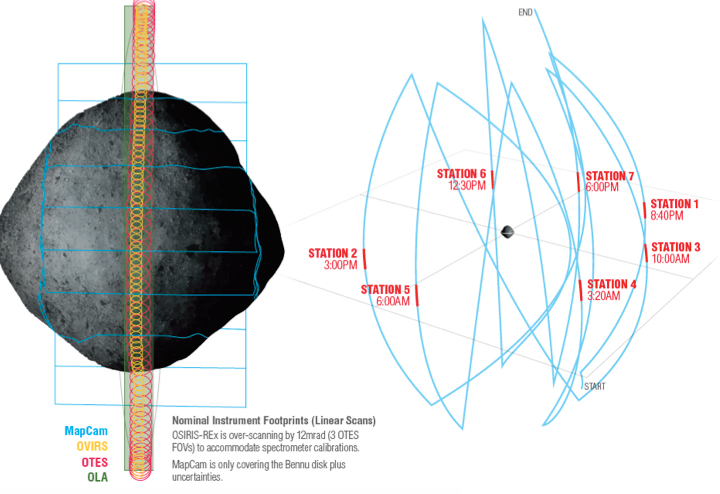 END
STATION 6
12:30PM
STATION 7
6:00PM
STATION 1
8:40PM
STATION 3
10:00AM
STATION 2
3:00PM
STATION 5
6:00AM
STATION 4
3:20AM
START
MapCam
OVIRS
OTES
OLA
Nominal Instrument Footprints (Linear Scans)
OSIRIS-REx is over-scanning by 12mrad (3 OTES
FOVs) to accommodate spectrometer calibrations.
MapCam is only covering the Bennu disk plus
uncertainties.